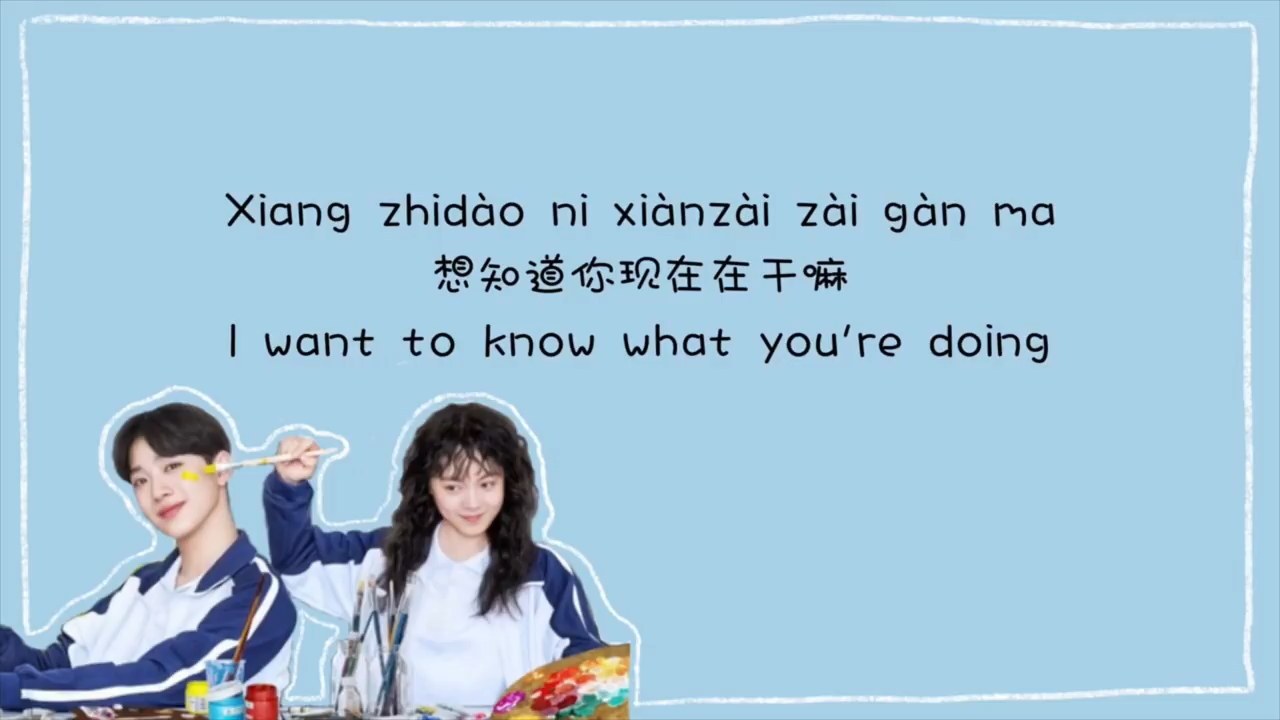 Xiang zhidào ni xiànzài zài gàn ma
想知道你现在在干嘛
I want to know what you're doing